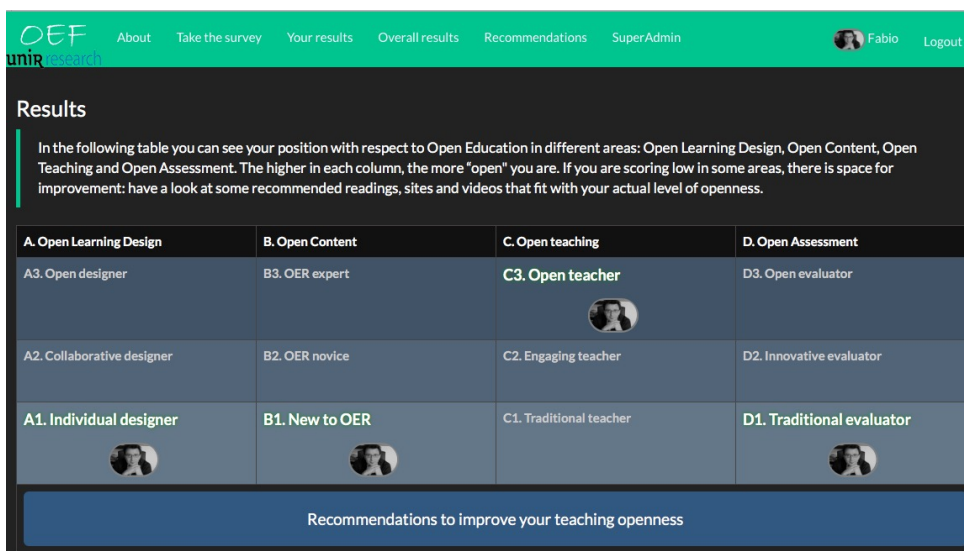 OEF
unir research
About Take the survey Your results Overall results Recommendations SuperAdmin Fabio Logout
Results
In the following table you can see your position with respect to Open Education in different areas: Open Learning Design, Open Content, Open
Teaching and Open Assessment. The higher in each column, the more “open" you are. If you are scoring low in some areas, there is space for
improvement: have a look at some recommended readings, sites and videos that fit with your actual level of openness.
A. Open Learning Design B. Open Content C. Open teaching D. Open Assessment
A3. Open designer B3. OER expert C3. Open teacher D3. Open evaluator
A2. Collaborative designer B2. OER novice C2. Engaging teacher D2. Innovative evaluator
A1. Individual designer B1. New to OER C1. Traditional teacher D1. Traditional evaluator
Recommendations to improve your teaching openness